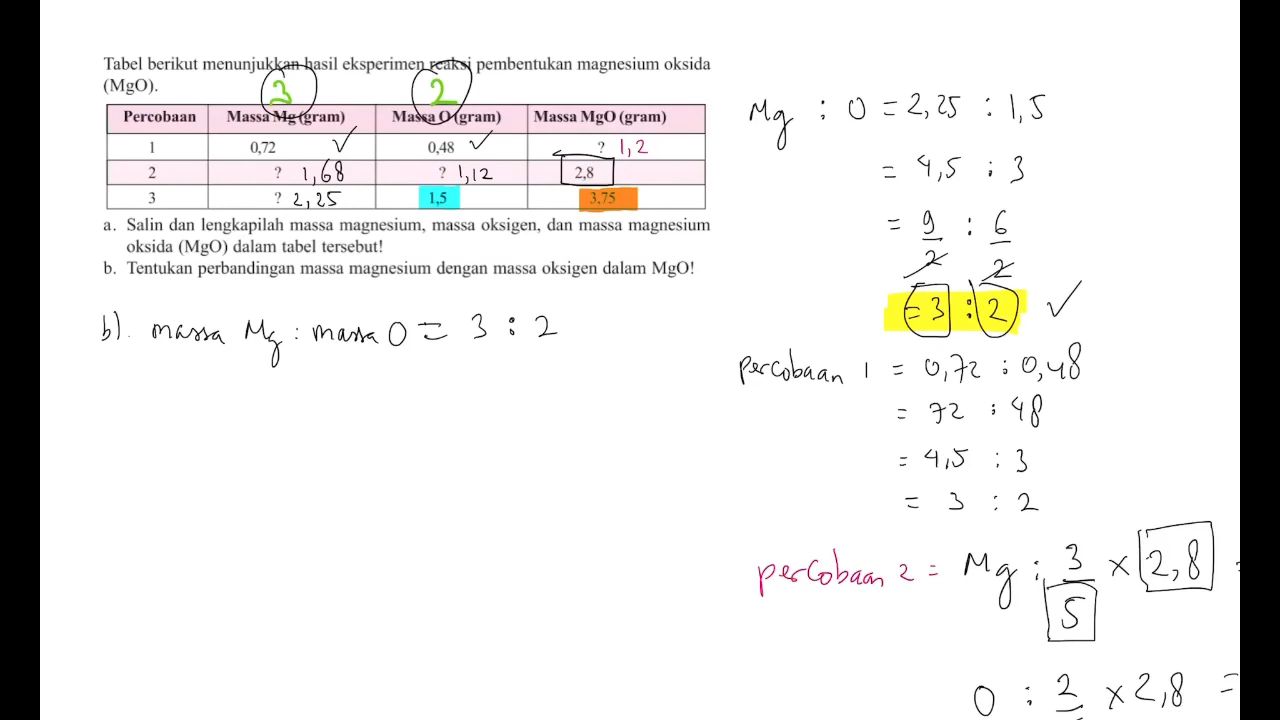 Tabel berikut menunjukkan hasil eksperimen reaksi pembentukan magnesium oksida
(MgO).
3 2
Percobaan Massa Mg (gram) Massa O (gram) Massa MgO (gram)
1 0,72 0,48 ? 1,2
2 ? 1,68 ? 1,12 2,8
3 ? 2,25 1,5 3,75
a. Salin dan lengkapilah massa magnesium, massa oksigen, dan massa magnesium
oksida (MgO) dalam tabel tersebut!
b. Tentukan perbandingan massa magnesium dengan massa oksigen dalam MgO!
b). massa Mg : massa O = 3 : 2
Mg : O = 2,25 : 1,5
= 4,5 : 3
= 9/2 : 6/2
= 3 : 2
percobaan 1 = 0,72 : 0,48
= 72 : 48
= 4,5 : 3
= 3 : 2
percobaan 2 = Mg : 3/5 × 2,8 =
O : 2 × 2,8 =